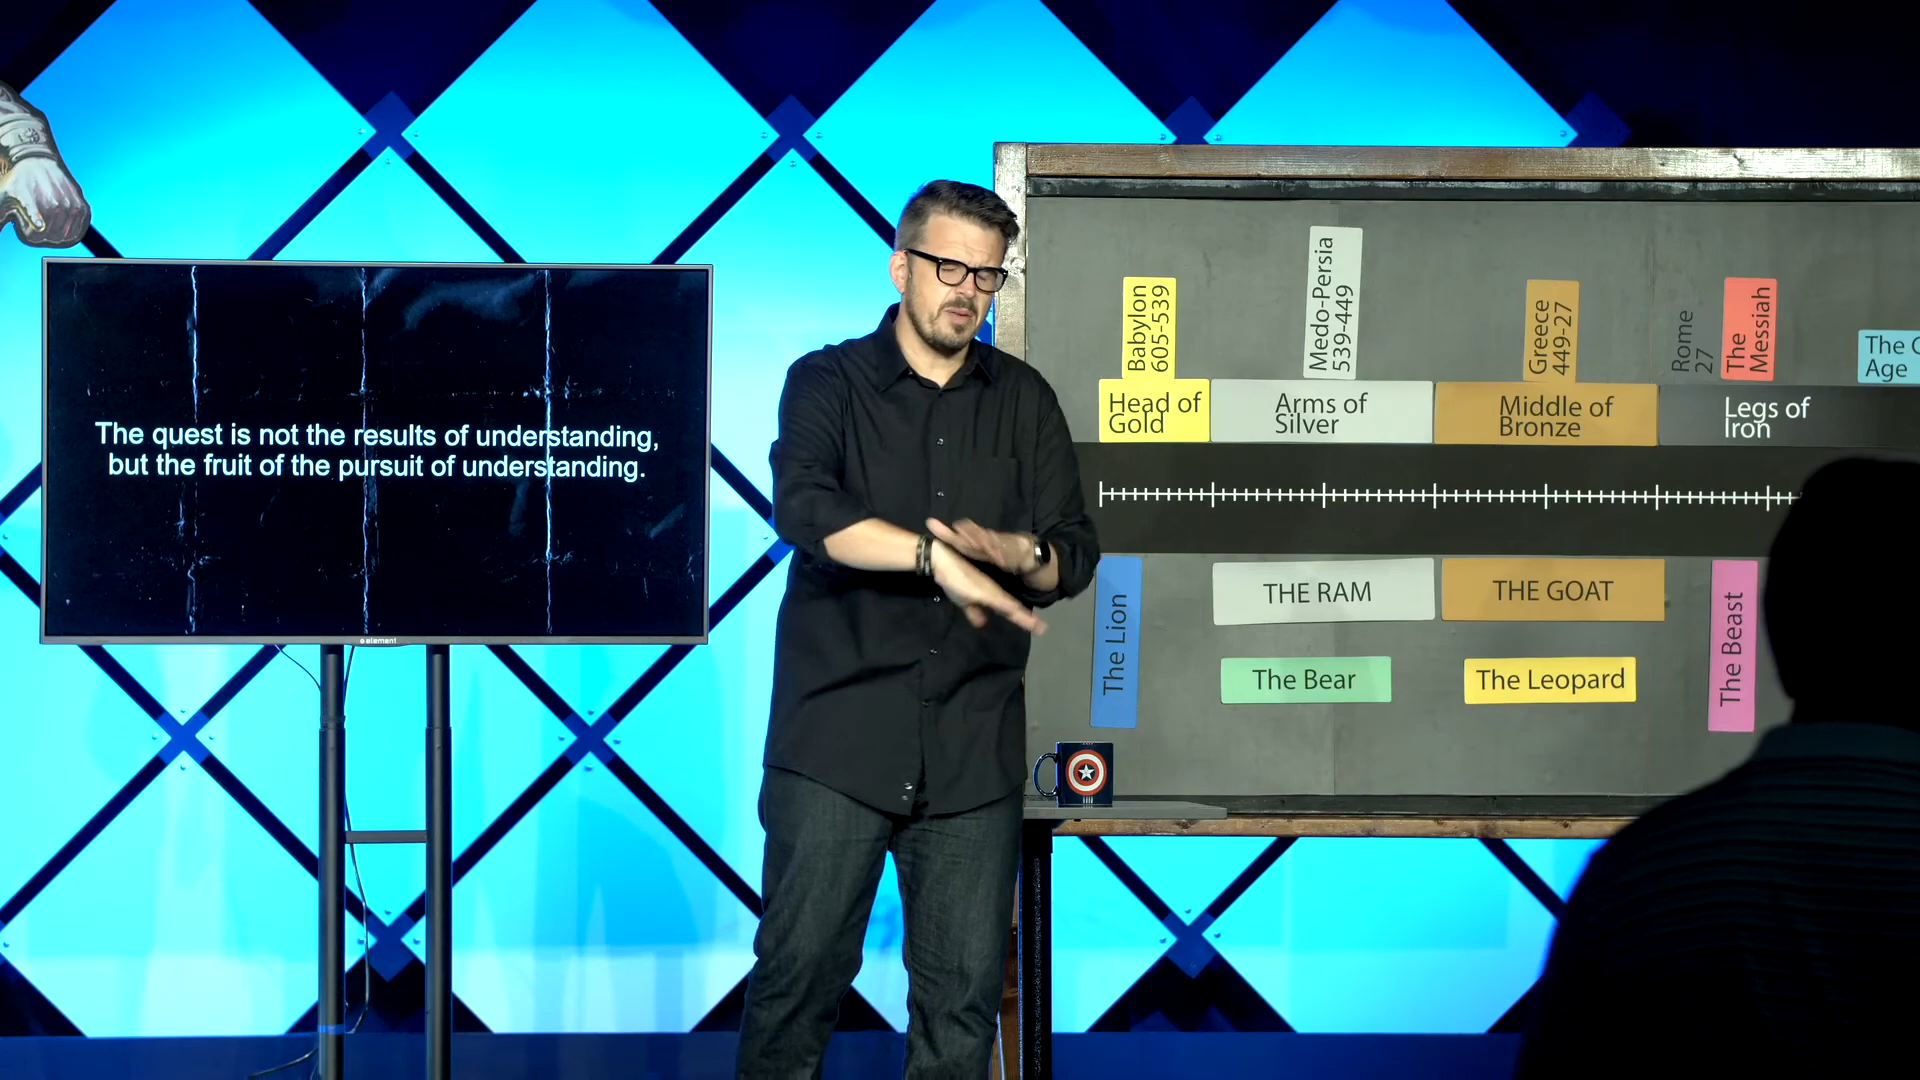 The quest is not the results of understanding,
but the fruit of the pursuit of understanding.
element
Babylon
605-539
Medo-Persia
539-449
Greece
449-27
Rome
27
The
Messiah
The
Age
Head of
Gold
Arms of
Silver
Middle of
Bronze
Legs of
Iron
The Lion
THE RAM
THE GOAT
The Beast
The Bear
The Leopard